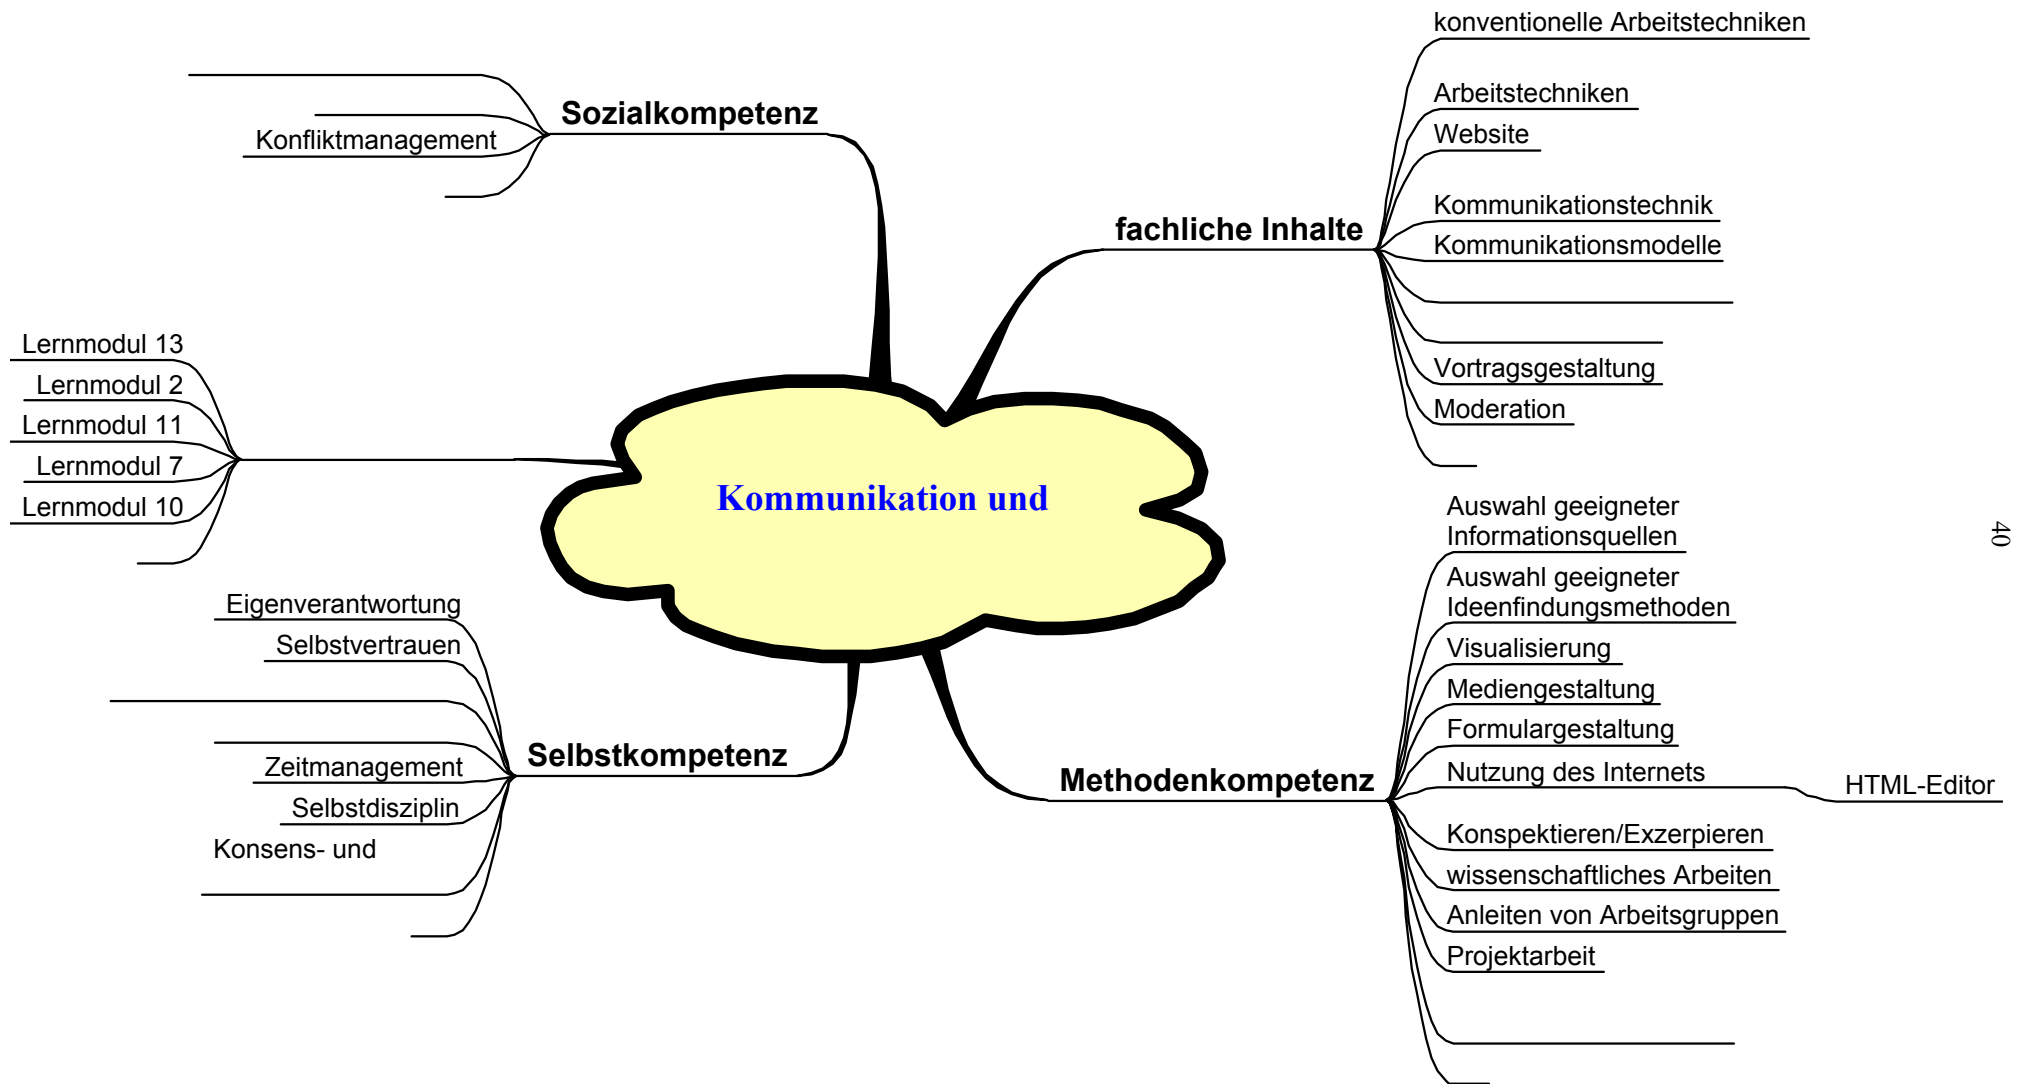 konventionelle Arbeitstechniken
Arbeitstechniken
Website
Kommunikationstechnik
Kommunikationsmodelle
Vortragsgestaltung
Moderation
fachliche Inhalte
Sozialkompetenz
Konfliktmanagement
Lernmodul 13
Lernmodul 2
Lernmodul 11
Lernmodul 7
Lernmodul 10
Kommunikation und
Eigenverantwortung
Selbstvertrauen
Zeitmanagement
Selbstdisziplin
Konsens- und
Selbstkompetenz
Methodenkompetenz
Auswahl geeigneter
Informationsquellen
Auswahl geeigneter
Ideenfindungsmethoden
Visualisierung
Mediengestaltung
Formulargestaltung
Nutzung des Internets
HTML-Editor
Konspektieren/Exzerpieren
wissenschaftliches Arbeiten
Anleiten von Arbeitsgruppen
Projektarbeit
40